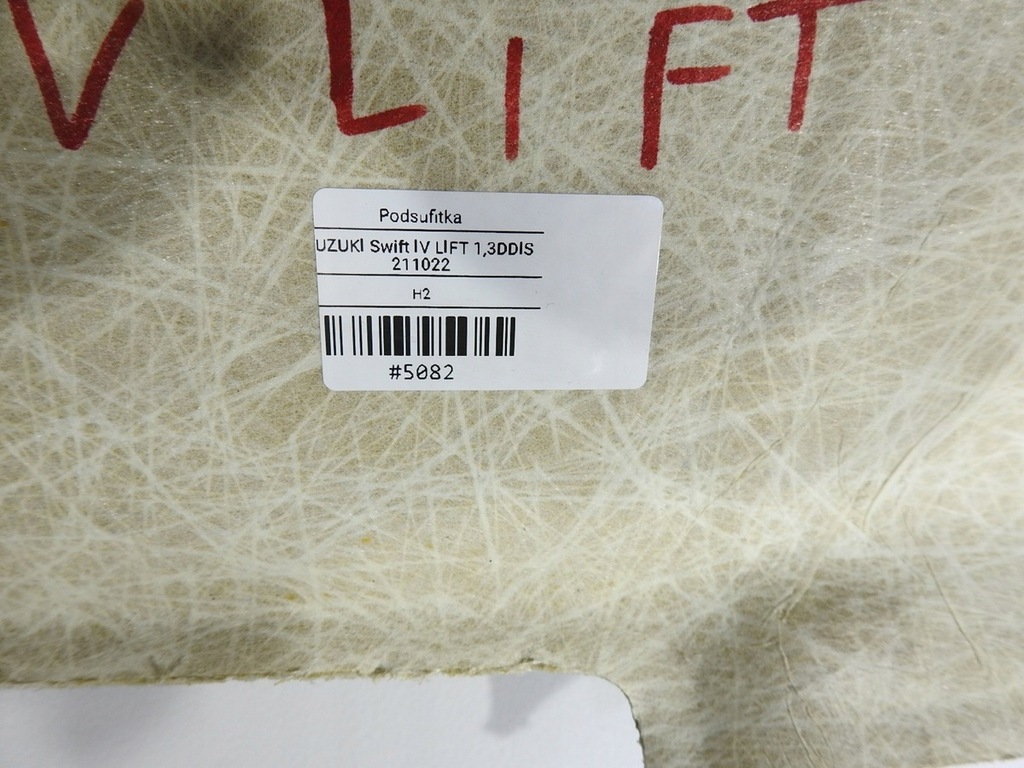 V LIFT
Podsufitka
UZUKI Swift IV LIFT 1,3DDIS
211022
H2
#5082